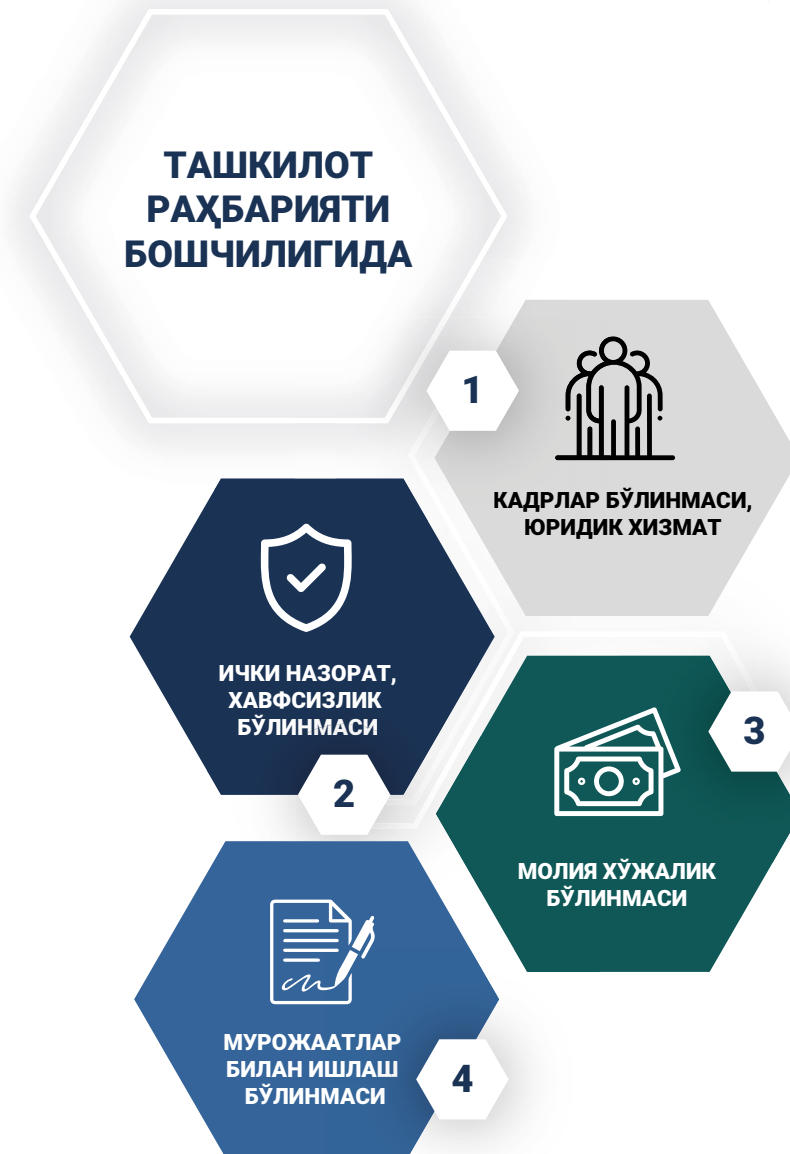 ТАШКИЛОТ
РАҲБАРИЯТИ
БОШЧИЛИГИДА
1
КАДРЛАР БЎЛИНМАСИ,
ЮРИДИК ХИЗМАТ
ИЧКИ НАЗОРАТ,
ХАВФСИЗЛИК
БЎЛИНМАСИ
2
3
МОЛИЯ ХЎЖАЛИК
БЎЛИНМАСИ
МУРОЖААТЛАР
БИЛАН ИШЛАШ
БЎЛИНМАСИ
4